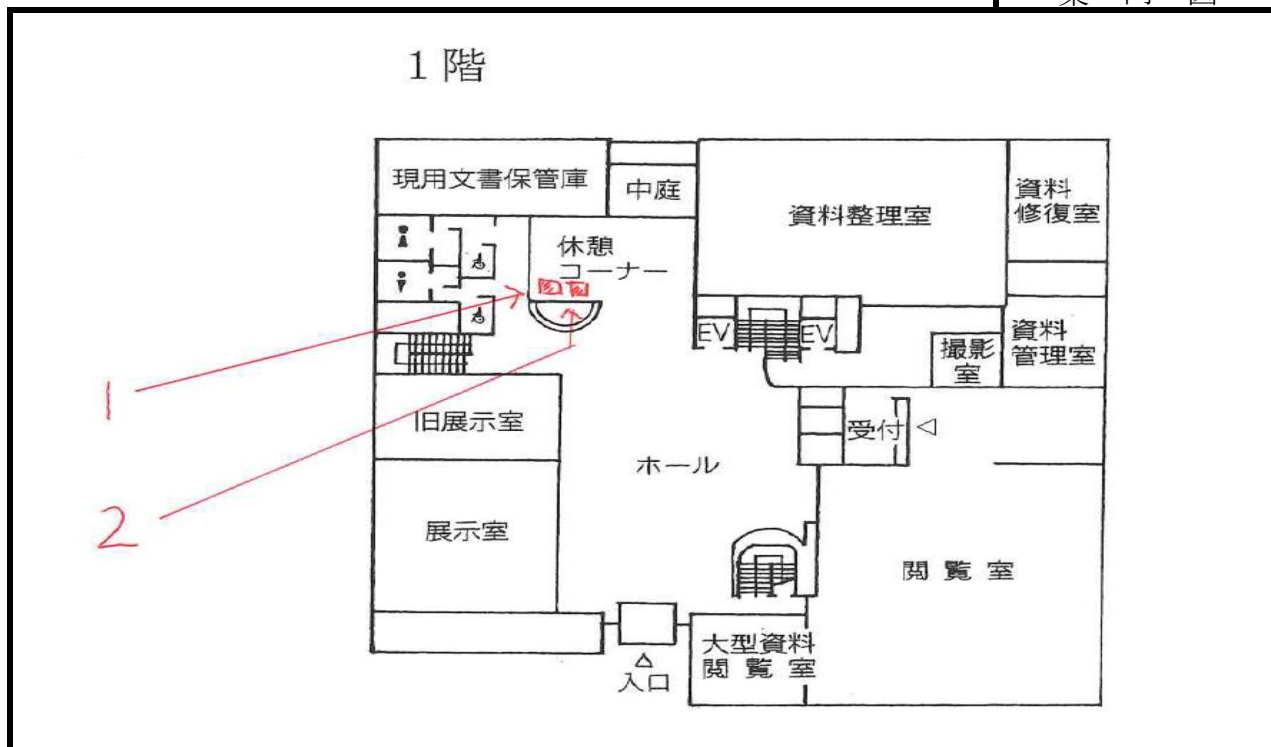 1階
現用文書保管庫
中庭
資料整理室
資料
修復室
休憩
コーナー
EV
EV
撮影
室
資料
管理室
1
旧展示室
受付
ホール
2
展示室
閲覧室
大型資料
閲覧室
入口